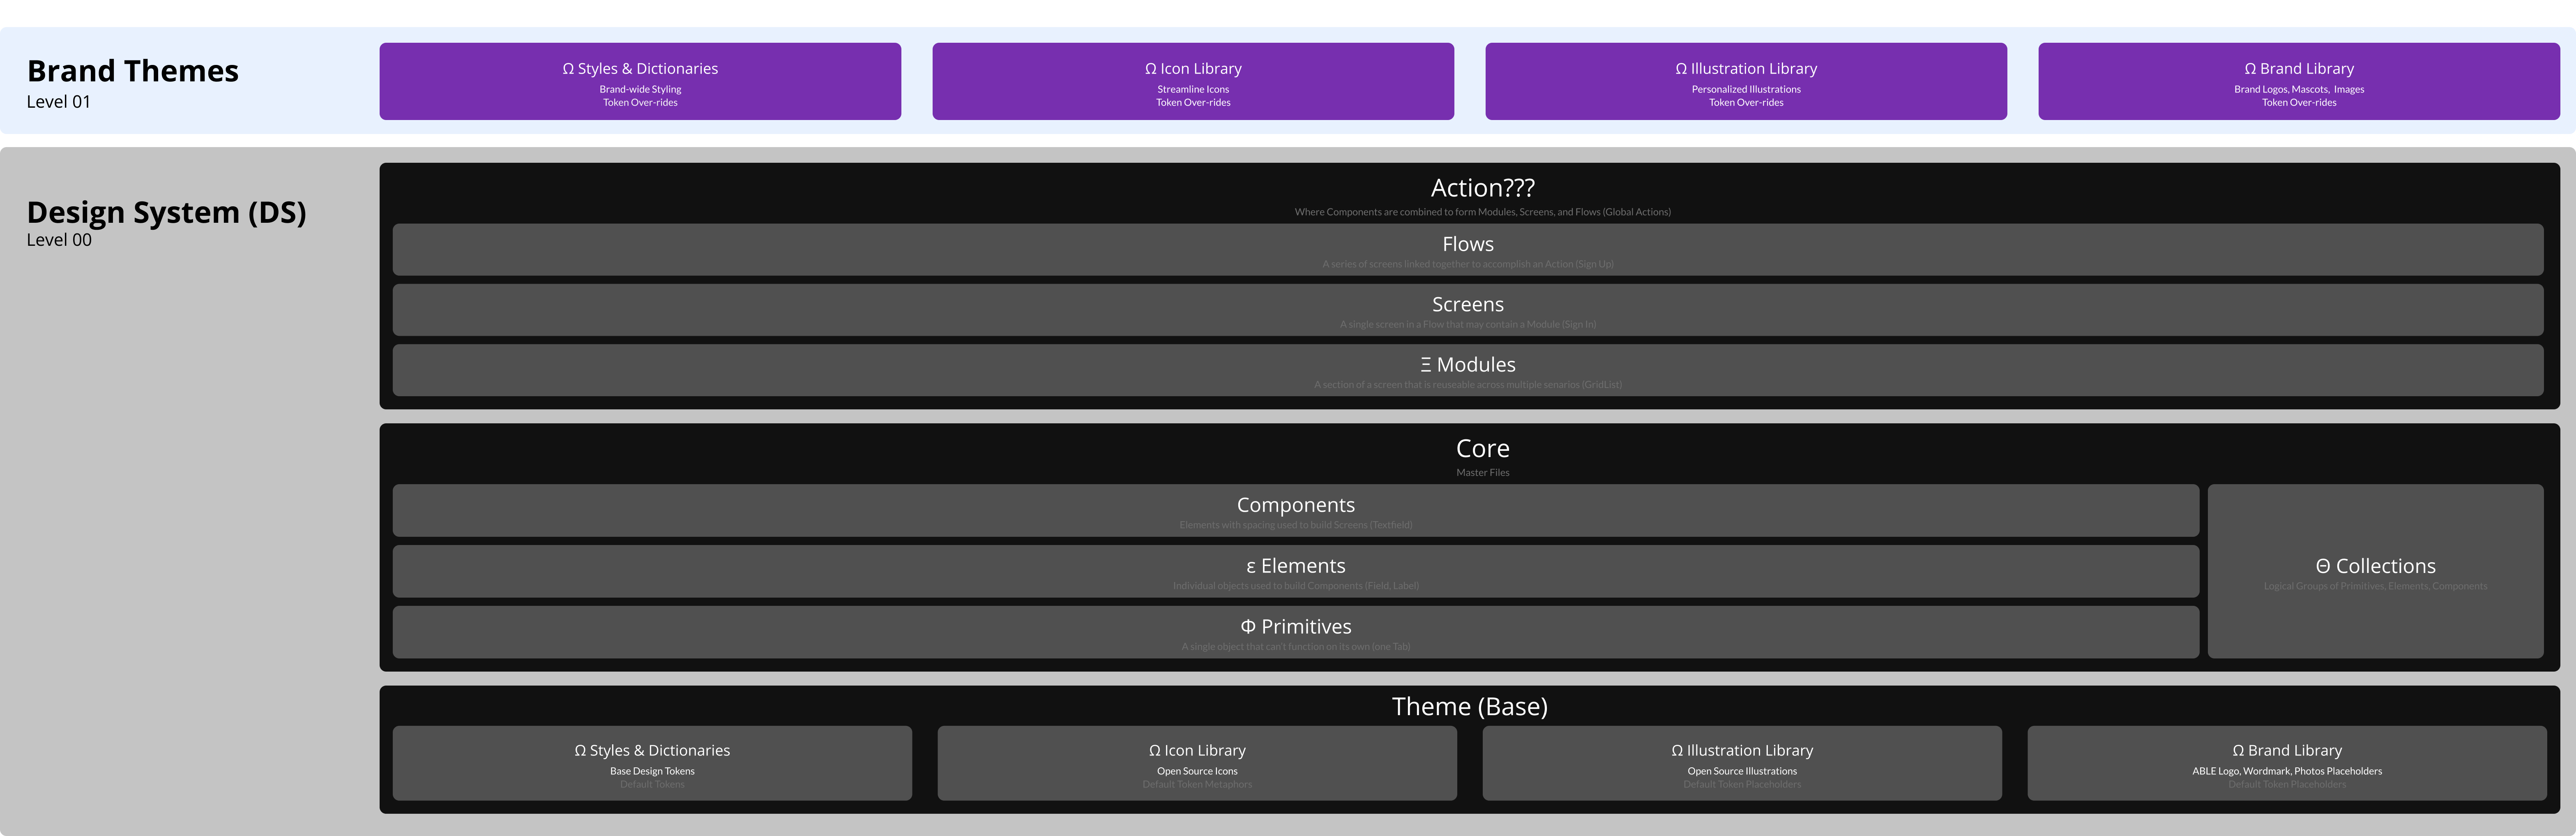 Brand Themes
Level 01
Ω Styles & Dictionaries
Brand-wide Styling
Token Over-rides
Ω Icon Library
Streamline Icons
Token Over-rides
Ω Illustration Library
Personalized Illustrations
Token Over-rides
Ω Brand Library
Brand Logos, Mascots, Images
Token Over-rides
Design System (DS)
Level 00
Action???
Where Components are combined to form Modules, Screens, and Flows (Global Actions)
Flows
A series of screens linked together to accomplish an Action (Sign Up)
Screens
A single screen in a Flow that may contain a Module (Sign In)
Ξ Modules
A section of a screen that is reuseable across multiple senarios (GridList)
Core
Master Files
Components
Elements with spacing used to build Screens (Textfield)
ε Elements
Individual objects used to build Components (Field, Label)
Φ Primitives
A single object that can't function on its own (one Tab)
Θ Collections
Logical Groups of Primitives, Elements, Components
Theme (Base)
Ω Styles & Dictionaries
Base Design Tokens
Default Tokens
Ω Icon Library
Open Source Icons
Default Token Metaphors
Ω Illustration Library
Open Source Illustrations
Default Token Placeholders
Ω Brand Library
ABLE Logo, Wordmark, Photos Placeholders
Default Token Placeholders